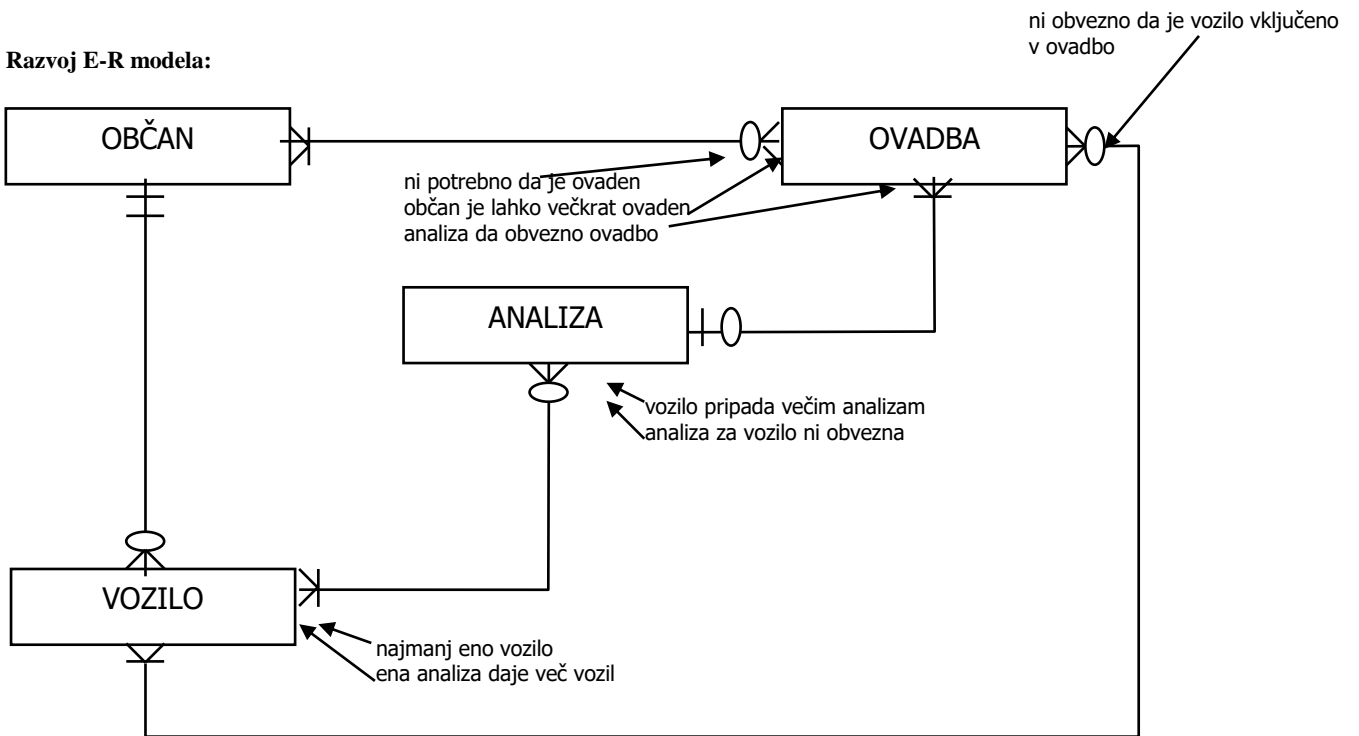 ni obvezno da je vozilo vključeno
v ovadbo
Razvoj E-R modela:
OBČAN
OVADBA
ni potrebno da je ovaden
občan je lahko večkrat ovaden
analiza da obvezno ovadbo
ANALIZA
vozilo pripada večim analizam
analiza za vozilo ni obvezna
VOZILO
najmanj eno vozilo
ena analiza daje več vozil